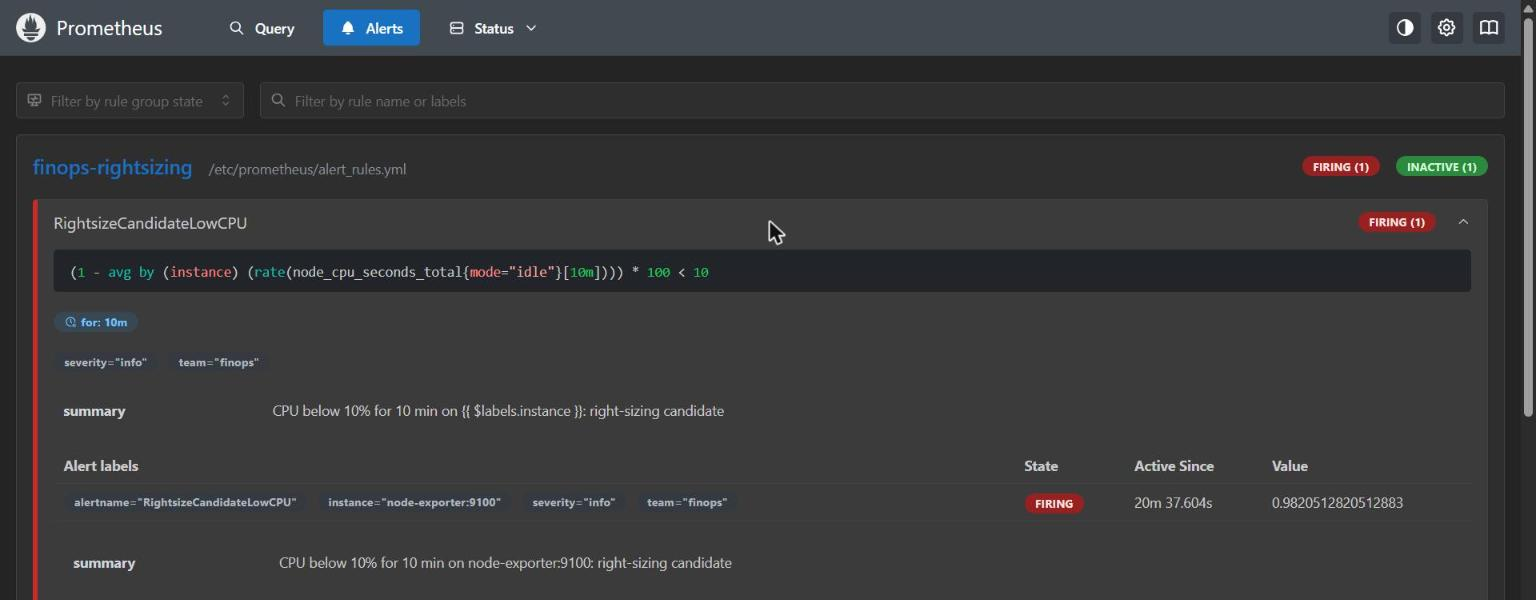 Prometheus Query Alerts Status
Filter by rule group state Filter by rule name or labels
finops-rightsizing /etc/prometheus/alert_rules.yml FIRING (1) INACTIVE (1)
RightsizeCandidateLowCPU FIRING (1)
(1 - avg by (instance) (rate(node_cpu_seconds_total{mode="idle"}[10m]))) * 100 < 10
for: 10m
severity="info" team="finops"
summary CPU below 10% for 10 min on {{ $labels.instance }}: right-sizing candidate
Alert labels State Active Since Value
alertname="RightsizeCandidateLowCPU" instance="node-exporter:9100" severity="info" team="finops" FIRING 20m 37.604s 0.9820512820512883
summary CPU below 10% for 10 min on node-exporter:9100: right-sizing candidate